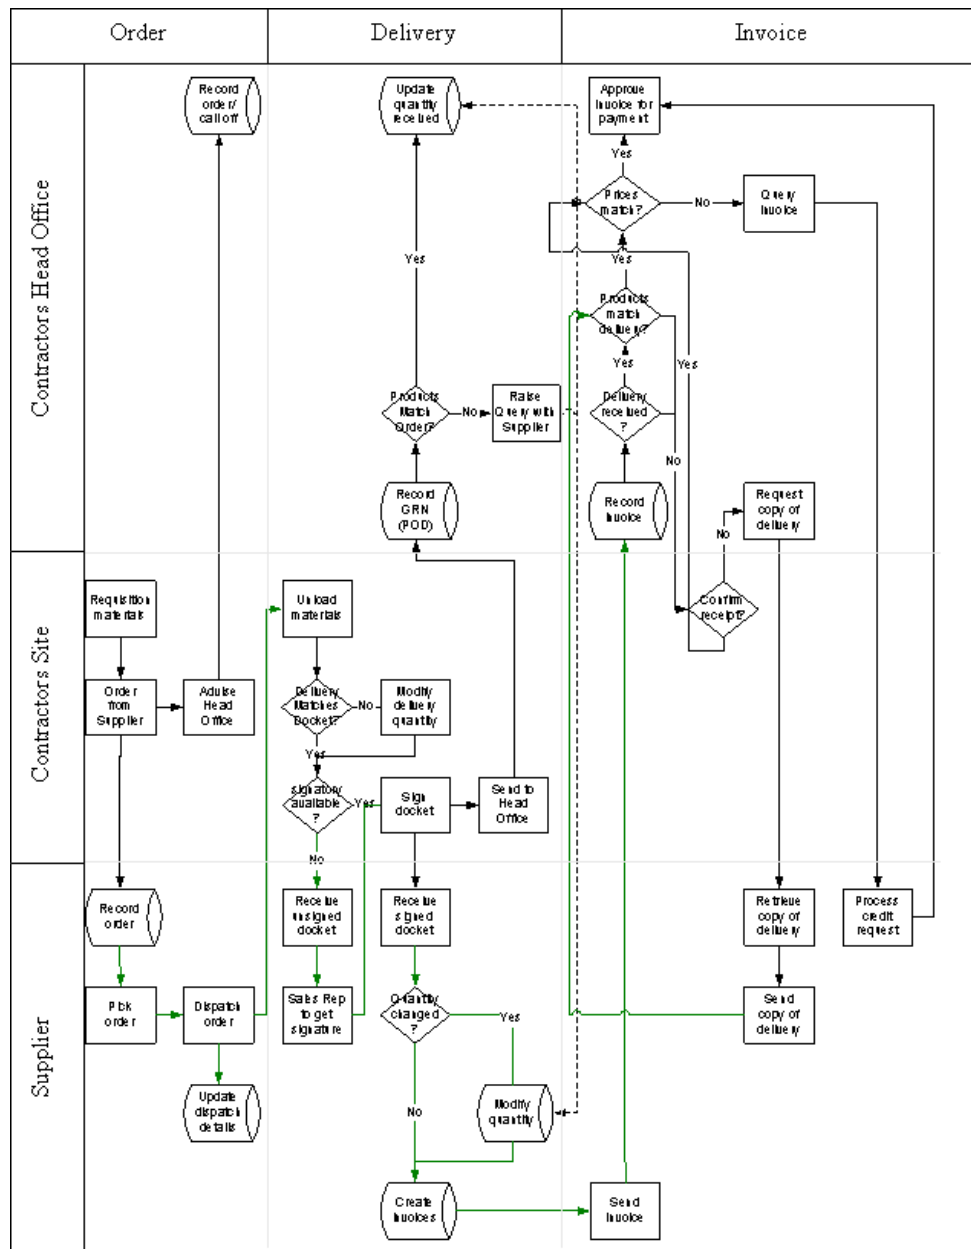 Order
Delivery
Invoice
Contractors Head Office
Record
order/
call off
Update
quantity
received
Approve
Invoice for
payment
Yes
Prices
match?
No
Query
Invoice
Yes
Yes
Products
match
delivery?
Yes
Yes
Products
Match
Order?
No
Raise
Query with
Supplier
Delivery
received
?
No
Record
GRN
(POD)
Record
Invoice
Request
copy of
delivery
No
Contractors Site
Requisition
materials
Unload
materials
Confirm
receipt?
Order
from
Supplier
Advise
Head
Office
Delivery
Matches
Docket?
No
Modify
delivery
quantity
Yes
signatory
available
?
Yes
Sign
docket
Send to
Head
Office
No
Supplier
Record
order
Receive
unsigned
docket
Receive
signed
docket
Retrieve
copy of
delivery
Process
credit
request
Pick
order
Dispatch
order
Sales Rep
to get
signature
Quantity
changed
?
Yes
Send
copy of
delivery
Update
dispatch
details
No
Modify
quantity
Create
Invoices
Send
Invoice